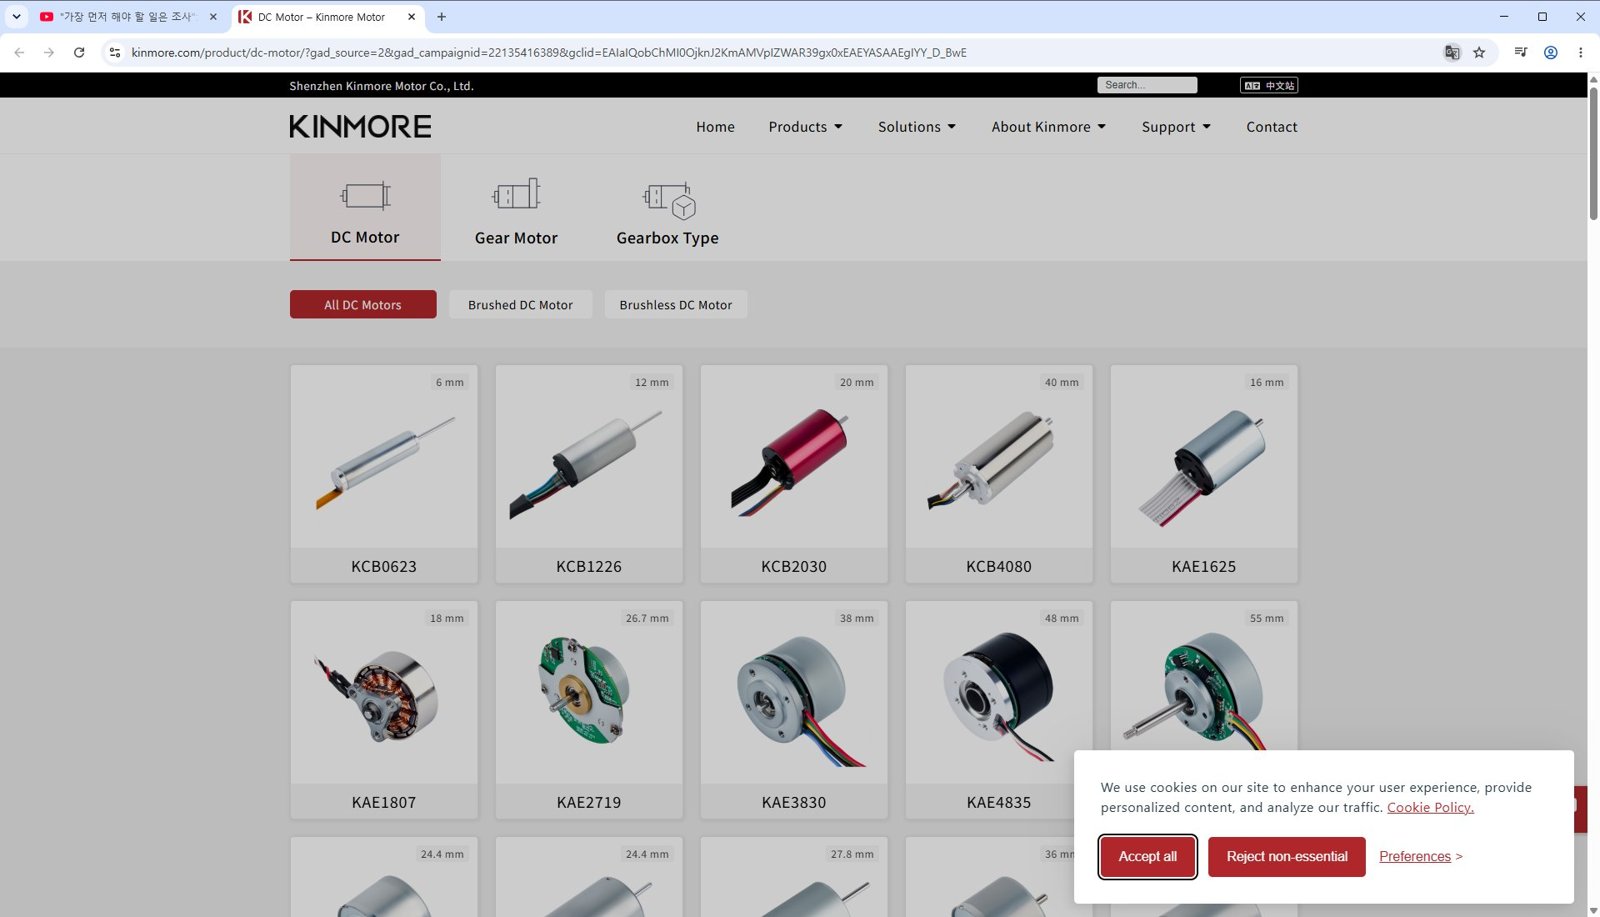 "가장 먼저 해야 할 일은 조사"
DC Motor – Kinmore Motor
kinmore.com/product/dc-motor/?gad_source=2&gad_campaignid=22135416389&gclid=EAIaIQobChMI0OjknJ2KmAMVpIZWAR39gx0xEAEYASAAEgIYY_D_BwE
Shenzhen Kinmore Motor Co., Ltd.
Search...
中文站
KINMORE
Home
Products
Solutions
About Kinmore
Support
Contact
DC Motor
Gear Motor
Gearbox Type
All DC Motors
Brushed DC Motor
Brushless DC Motor
6 mm
12 mm
20 mm
40 mm
16 mm
KCB0623
KCB1226
KCB2030
KCB4080
KAE1625
18 mm
26.7 mm
38 mm
48 mm
55 mm
KAE1807
KAE2719
KAE3830
KAE4835
24.4 mm
24.4 mm
27.8 mm
36 mm
We use cookies on our site to enhance your user experience, provide
personalized content, and analyze our traffic. Cookie Policy.
Accept all
Reject non-essential
Preferences >